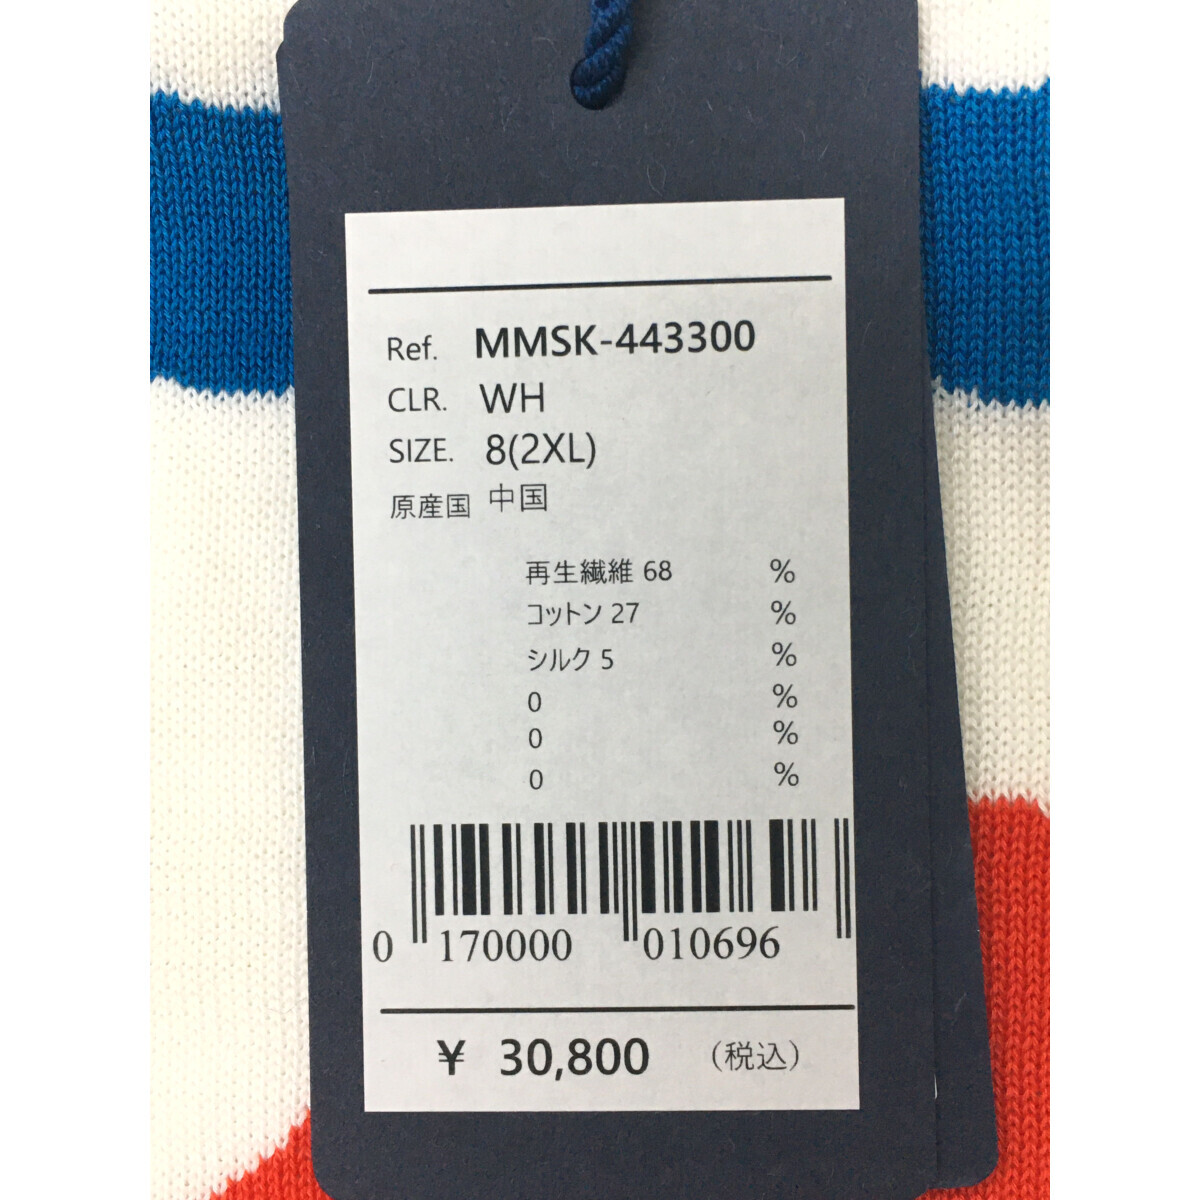 Ref. MMSK-443300
CLR. WH
SIZE. 8(2XL)
原産国 中国
再生繊維 68 %
コットン 27 %
シルク 5 %
0 %
0 %
0 %
0 170000 010696
¥ 30,800 （税込）